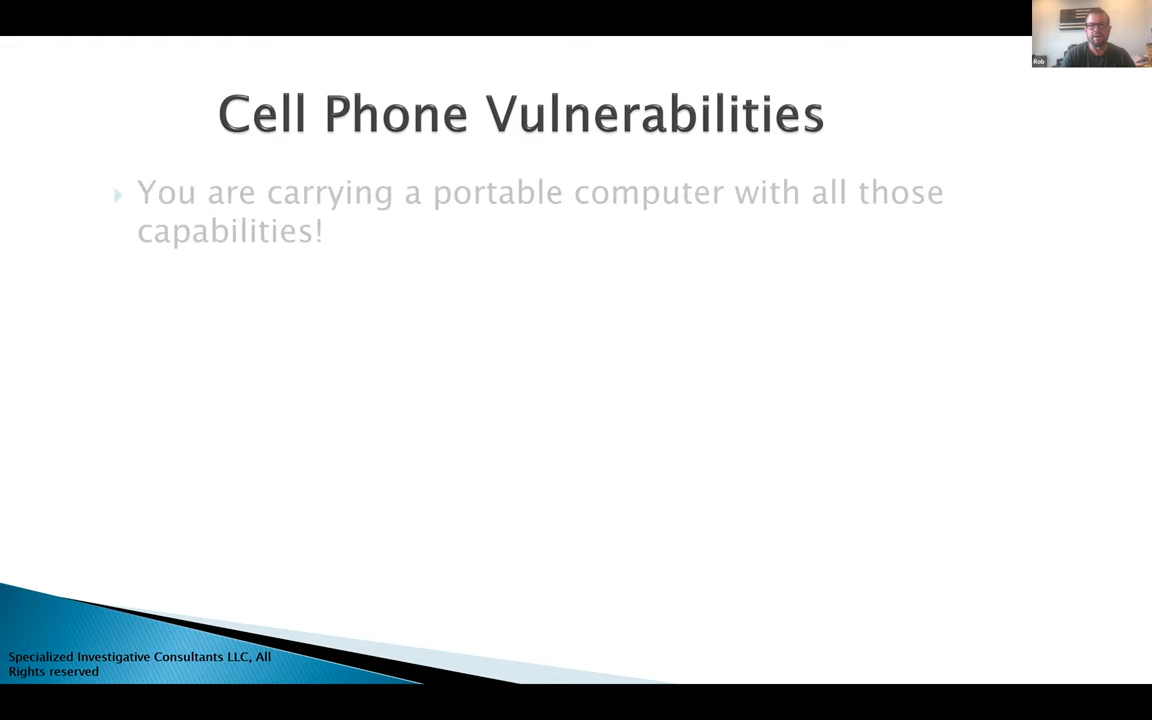 Rob
Cell Phone Vulnerabilities
You are carrying a portable computer with all those
capabilities!
Specialized Investigative Consultants LLC, All
Rights reserved